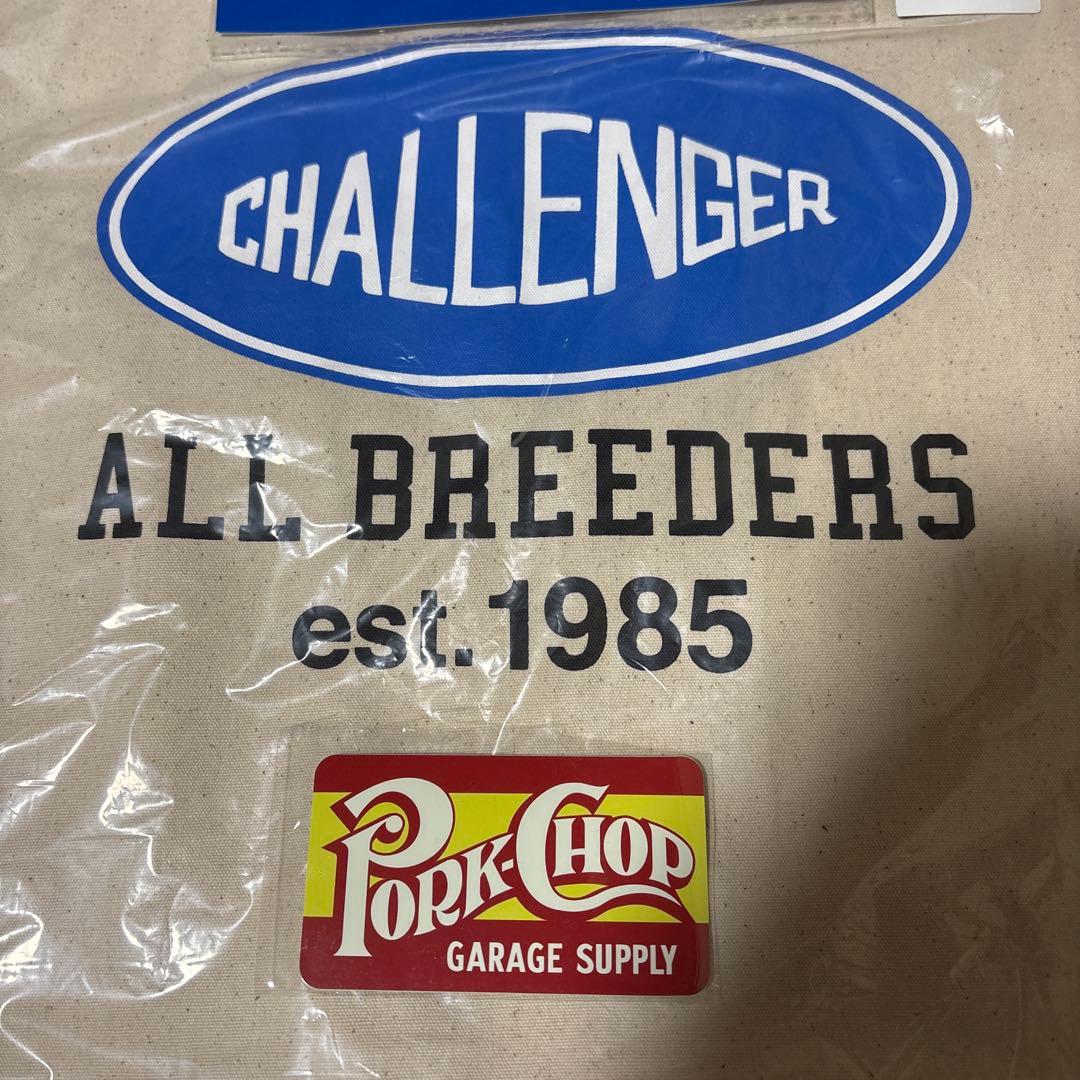 CHALLENGER
ALL BREEDERS
est. 1985
PORK-CHOP
GARAGE SUPPLY